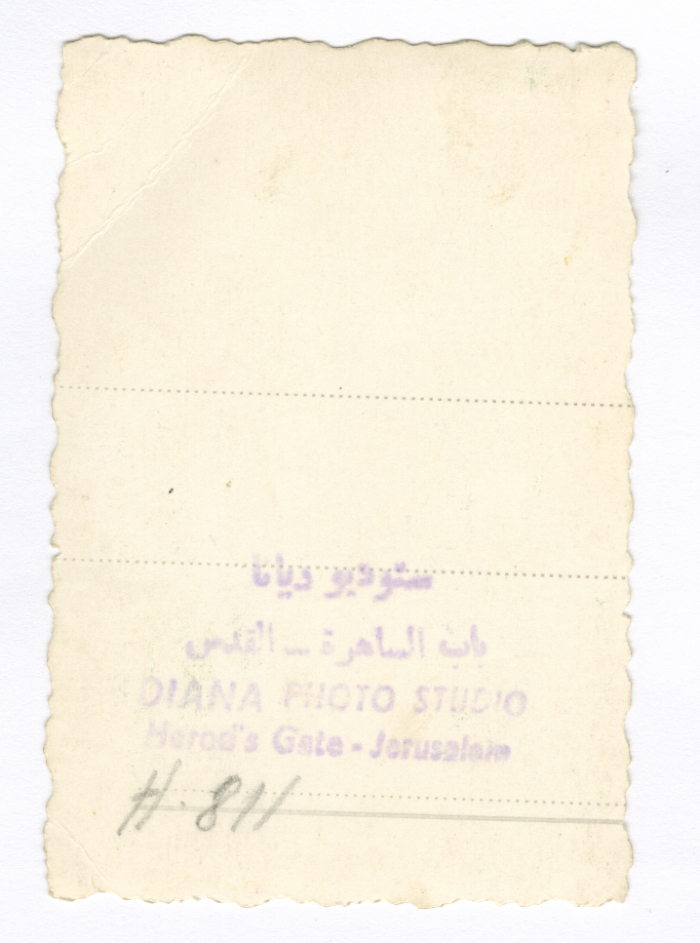 ستوديو ديانا
باب الساهرة - القدس
DIANA PHOTO STUDIO
Herod's Gate - Jerusalem
H. 811